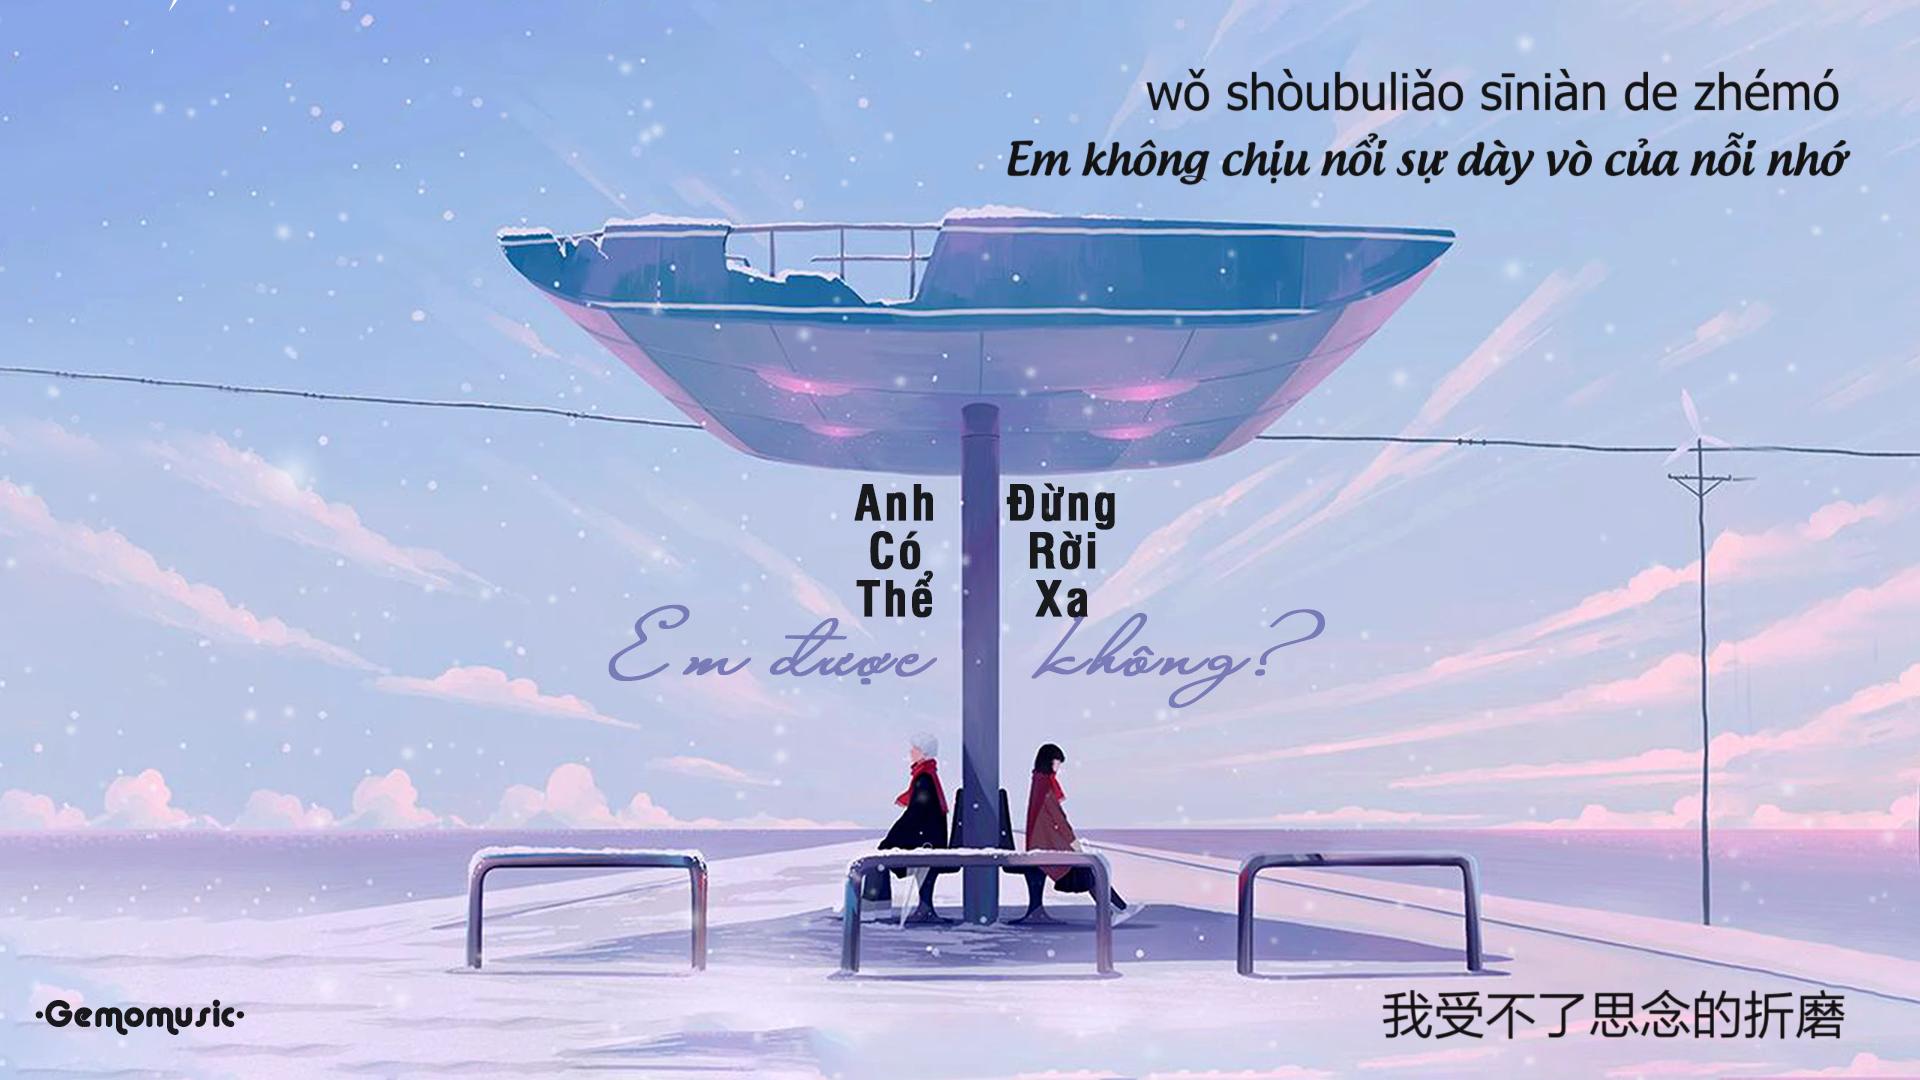 wǒ shòubuliǎo sīniàn de zhémó
Em không chịu nổi sự dày vò của nỗi nhớ
Anh
Có
Thể
Đừng
Rời
Xa
Em được không?
·Gemomusic·
我受不了思念的折磨